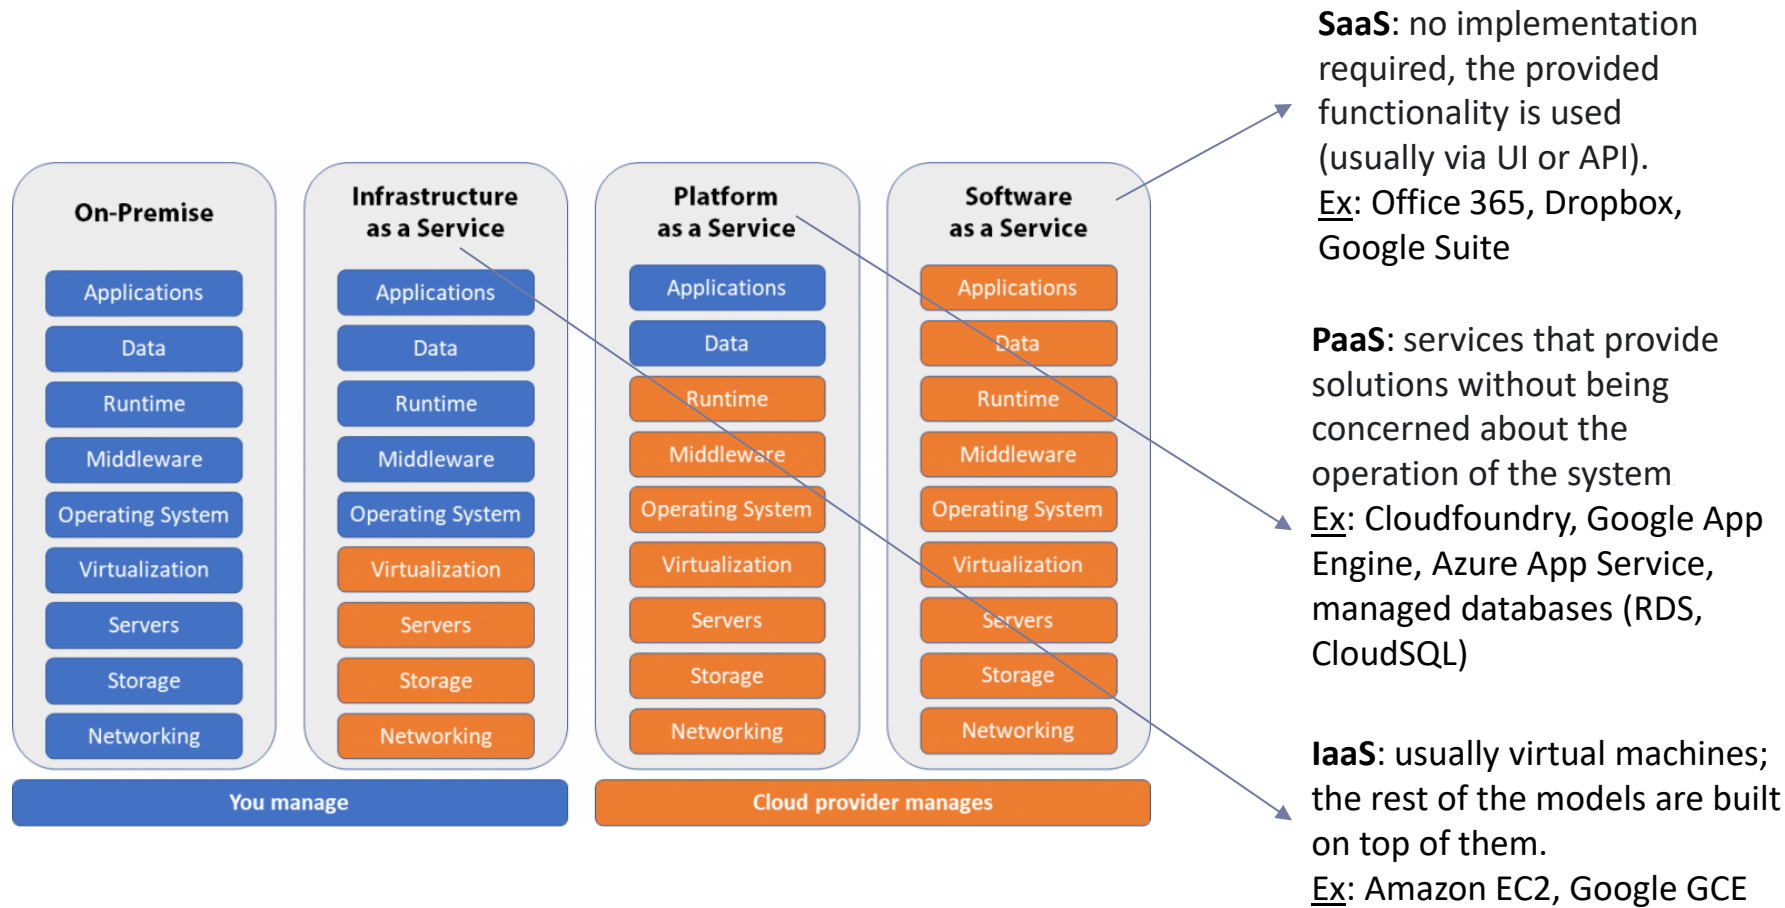 On-Premise
Applications
Data
Runtime
Middleware
Operating System
Virtualization
Servers
Storage
Networking
Infrastructure
as a Service
Applications
Data
Runtime
Middleware
Operating System
Virtualization
Servers
Storage
Networking
Platform
as a Service
Applications
Data
Runtime
Middleware
Operating System
Virtualization
Servers
Storage
Networking
Software
as a Service
Applications
Data
Runtime
Middleware
Operating System
Virtualization
Servers
Storage
Networking
You manage
Cloud provider manages
SaaS: no implementation
required, the provided
functionality is used
(usually via UI or API).
Ex: Office 365, Dropbox,
Google Suite
PaaS: services that provide
solutions without being
concerned about the
operation of the system
Ex: Cloudfoundry, Google App
Engine, Azure App Service,
managed databases (RDS,
CloudSQL)
IaaS: usually virtual machines;
the rest of the models are built
on top of them.
Ex: Amazon EC2, Google GCE